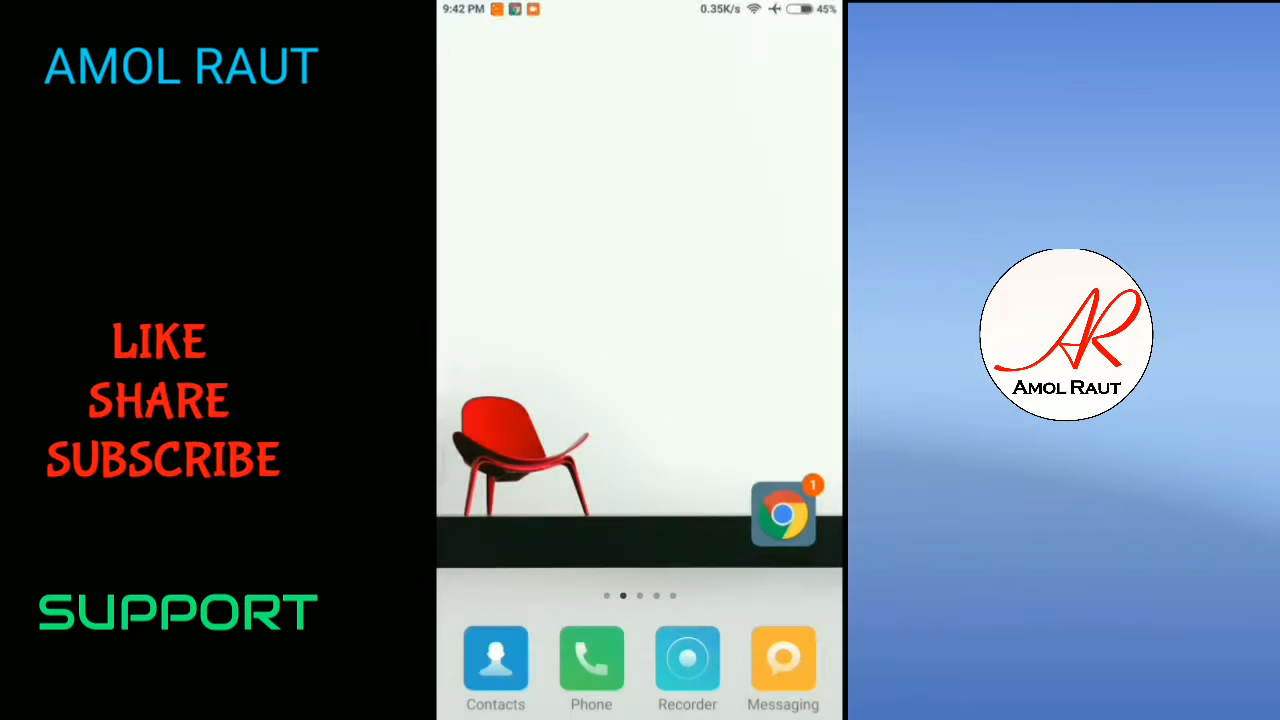 AMOL RAUT
LIKE
SHARE
SUBSCRIBE
SUPPORT
9:42 PM
0.35K/s
45%
1
Contacts
Phone
Recorder
Messaging
AR
AMOL RAUT